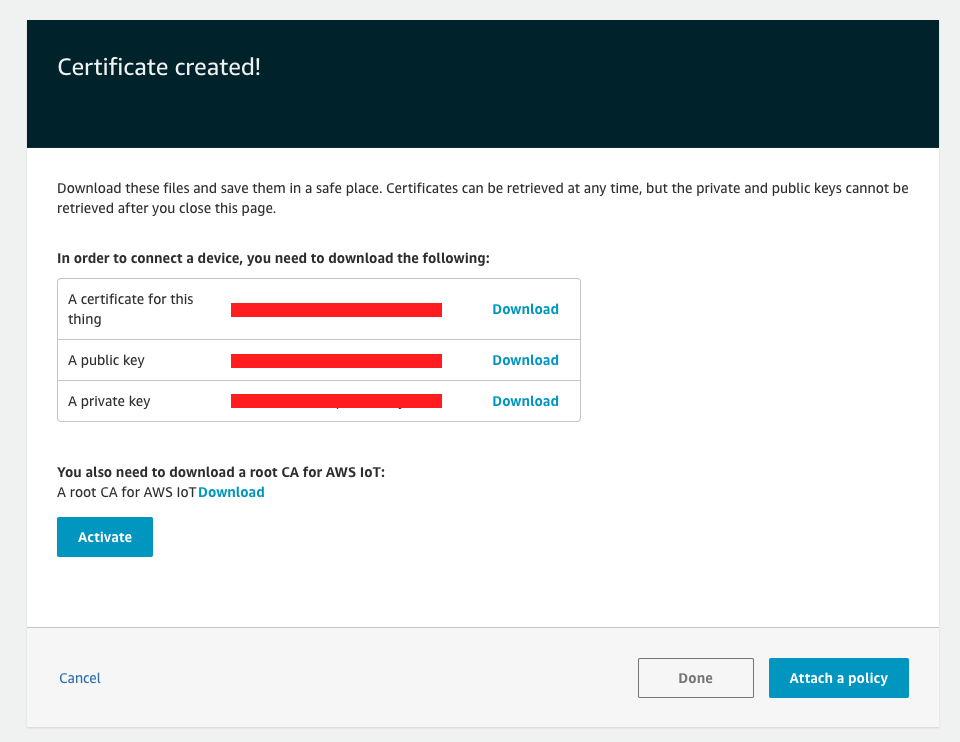 Certificate created!
Download these files and save them in a safe place. Certificates can be retrieved at any time, but the private and public keys cannot be
retrieved after you close this page.
In order to connect a device, you need to download the following:
A certificate for this
thing
Download
A public key
Download
A private key
Download
You also need to download a root CA for AWS IoT:
A root CA for AWS IoT Download
Activate
Cancel
Done
Attach a policy